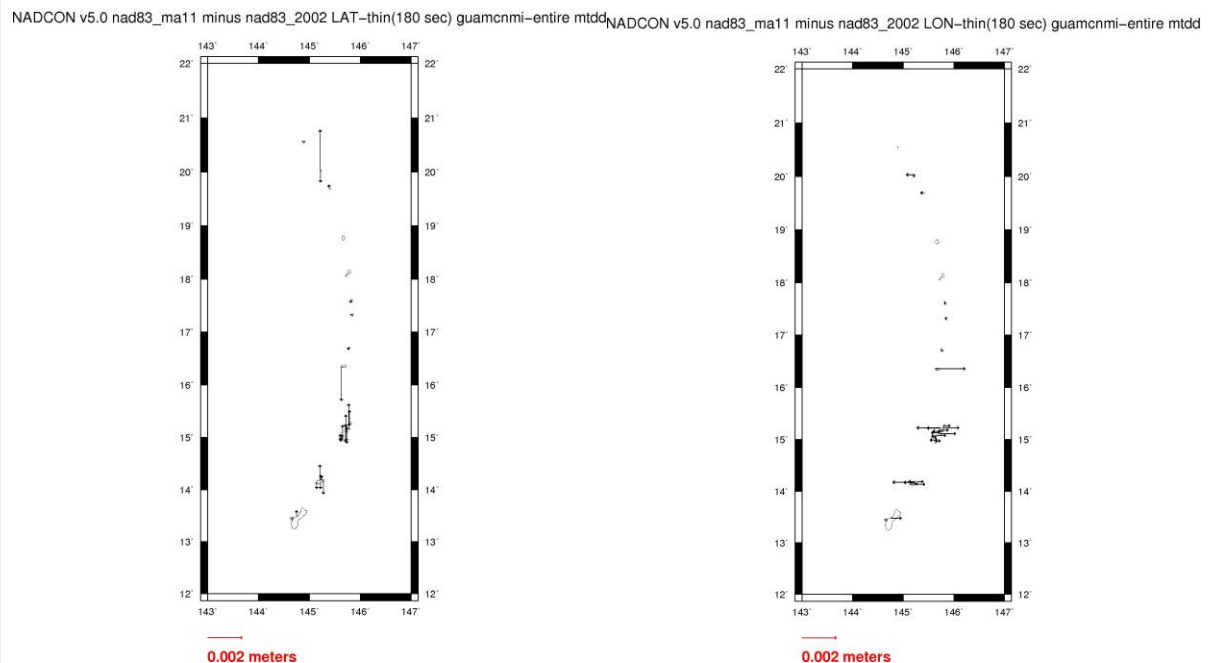 NADCON v5.0 nad83_ma11 minus nad83_2002 LAT−thin(180 sec) guamcnmi−entire mtdd
143˚ 144˚ 145˚ 146˚ 147˚
22˚ 22˚
21˚ 21˚
20˚ 20˚
19˚ 19˚
18˚ 18˚
17˚ 17˚
16˚ 16˚
15˚ 15˚
14˚ 14˚
13˚ 13˚
12˚ 12˚
143˚ 144˚ 145˚ 146˚ 147˚
0.002 meters
NADCON v5.0 nad83_ma11 minus nad83_2002 LON−thin(180 sec) guamcnmi−entire mtdd
143˚ 144˚ 145˚ 146˚ 147˚
22˚ 22˚
21˚ 21˚
20˚ 20˚
19˚ 19˚
18˚ 18˚
17˚ 17˚
16˚ 16˚
15˚ 15˚
14˚ 14˚
13˚ 13˚
12˚ 12˚
143˚ 144˚ 145˚ 146˚ 147˚
0.002 meters